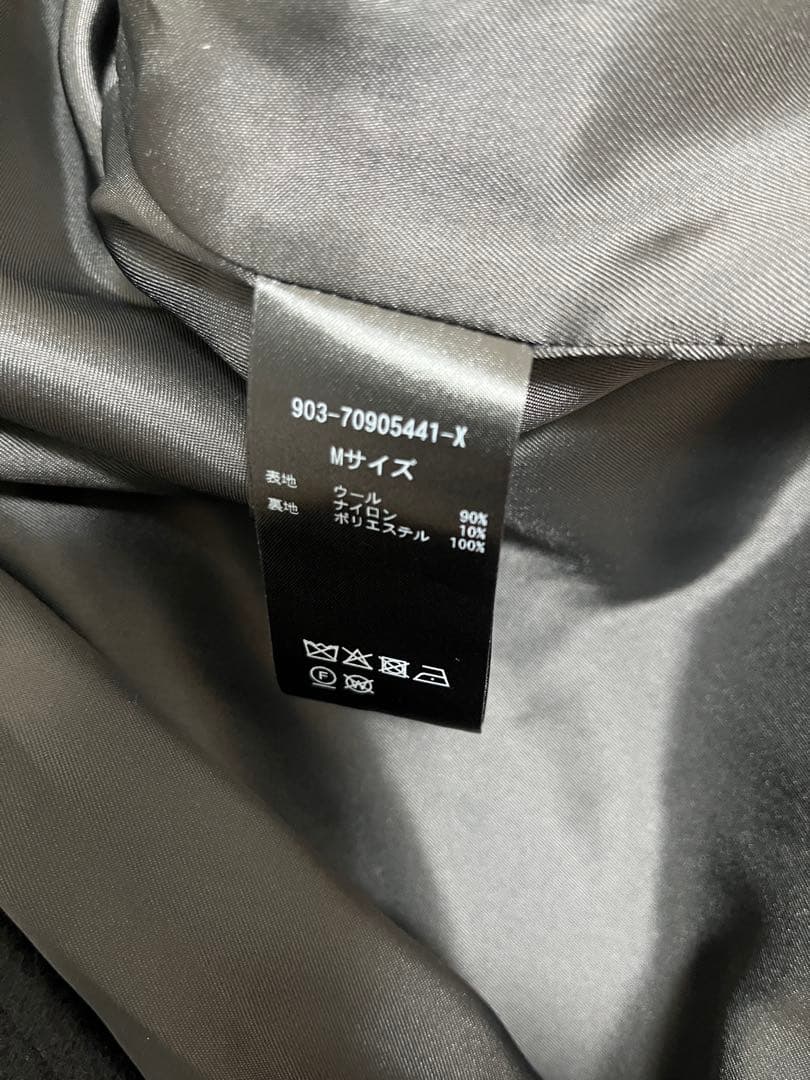 903-70905441-X
Mサイズ
表地 ウール 90%
ナイロン 10%
裏地 ポリエステル 100%
F W